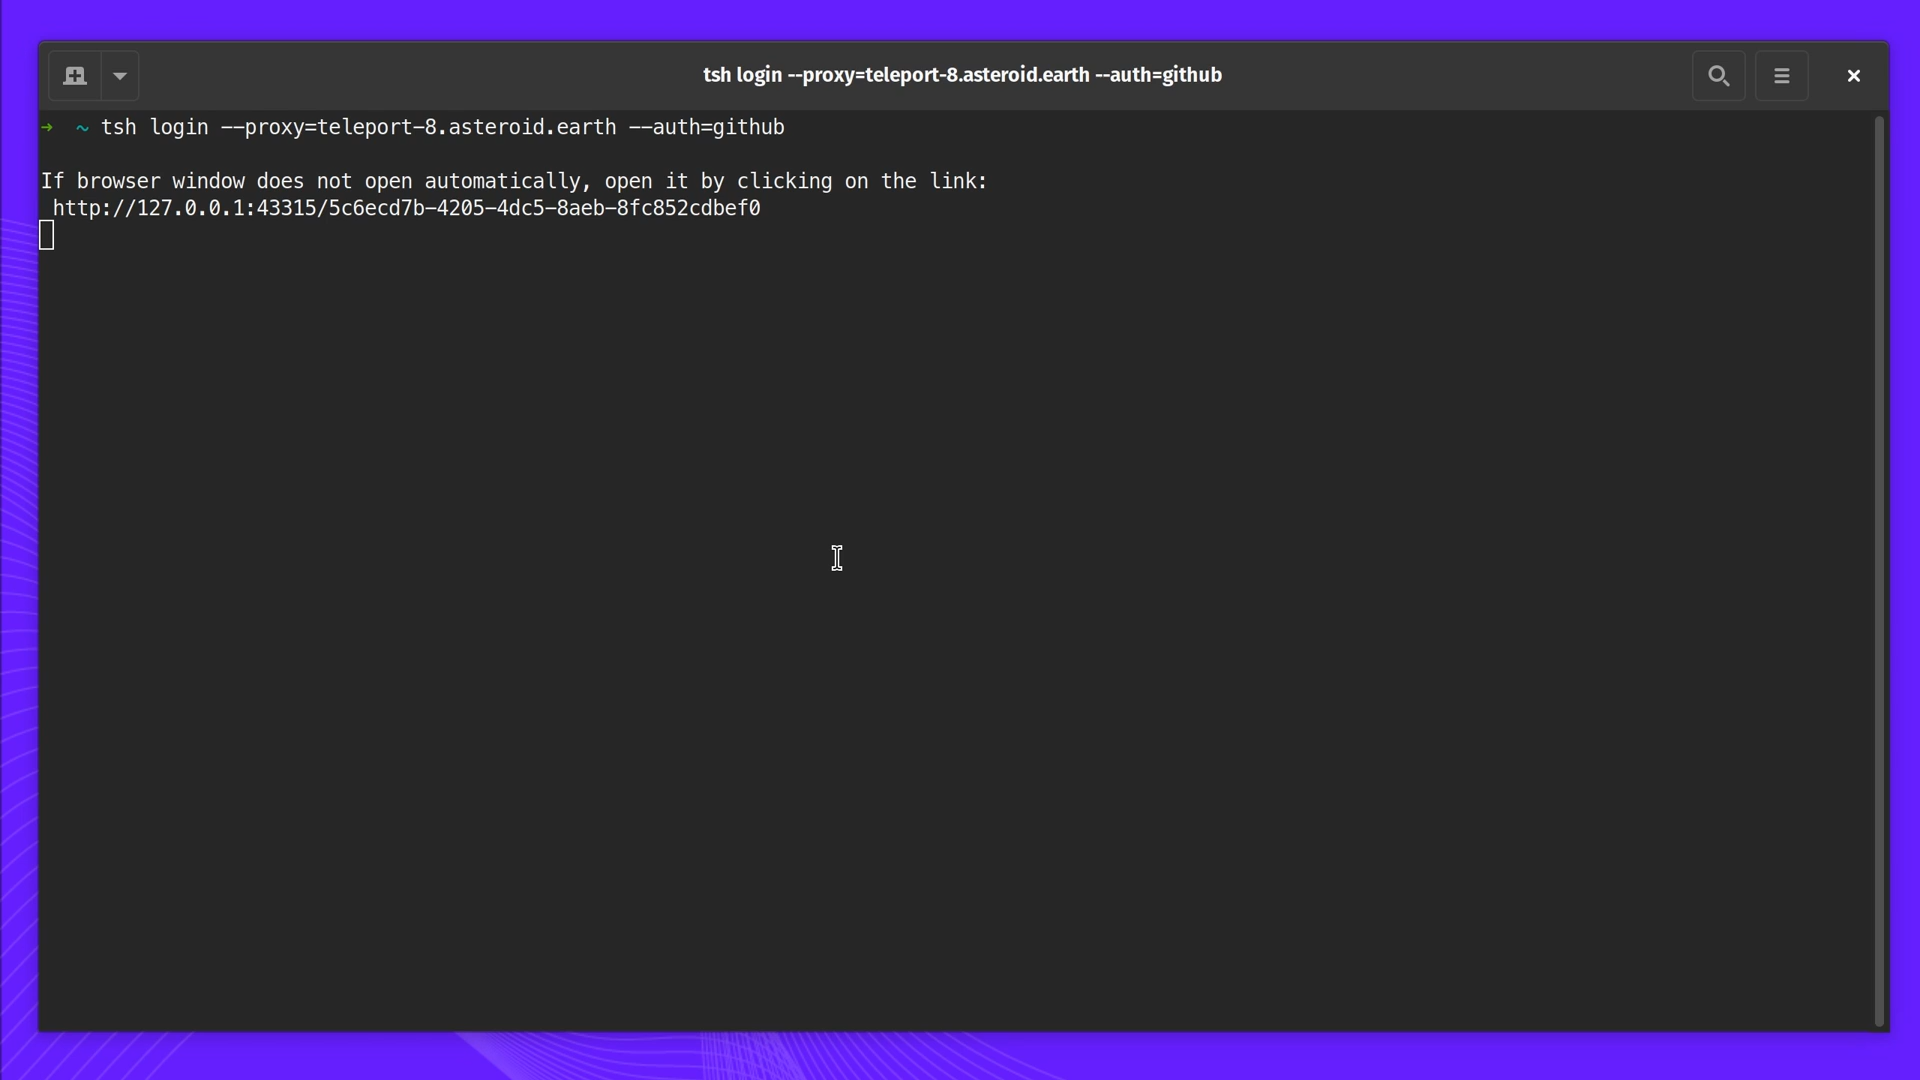 tsh login --proxy=teleport-8.asteroid.earth --auth=github
→ ~ tsh login --proxy=teleport-8.asteroid.earth --auth=github
If browser window does not open automatically, open it by clicking on the link:
http://127.0.0.1:43315/5c6ecd7b-4205-4dc5-8aeb-8fc852cdbef0